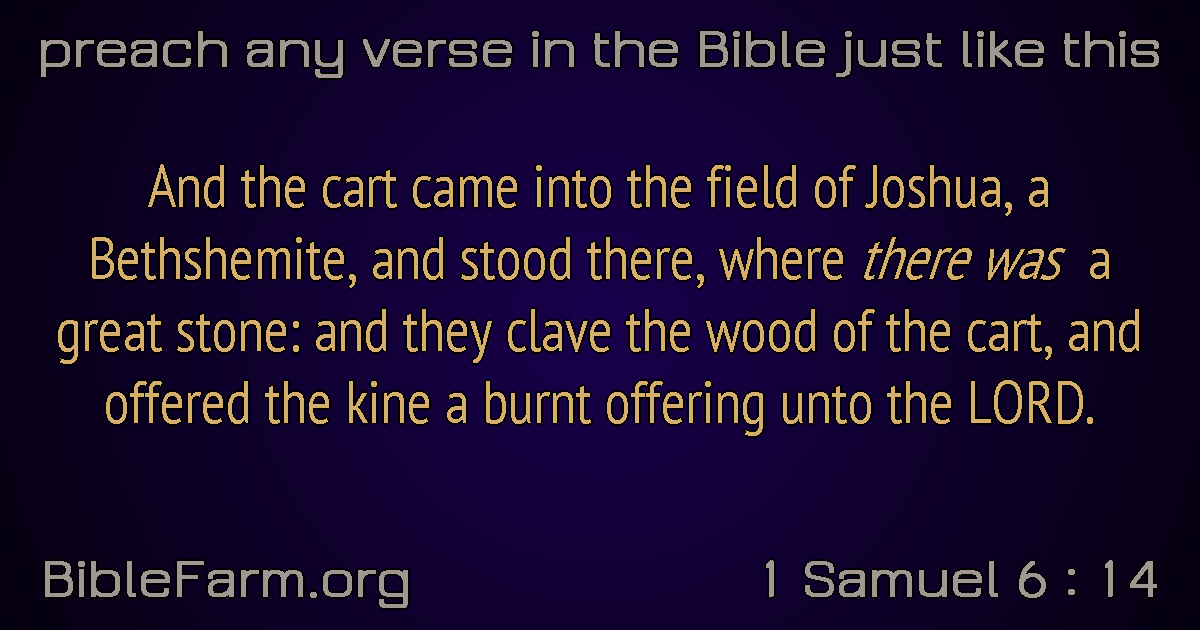 preach any verse in the Bible just like this
And the cart came into the field of Joshua, a
Bethshemite, and stood there, where there was a
great stone: and they clave the wood of the cart, and
offered the kine a burnt offering unto the LORD.
BibleFarm.org
1 Samuel 6 : 14